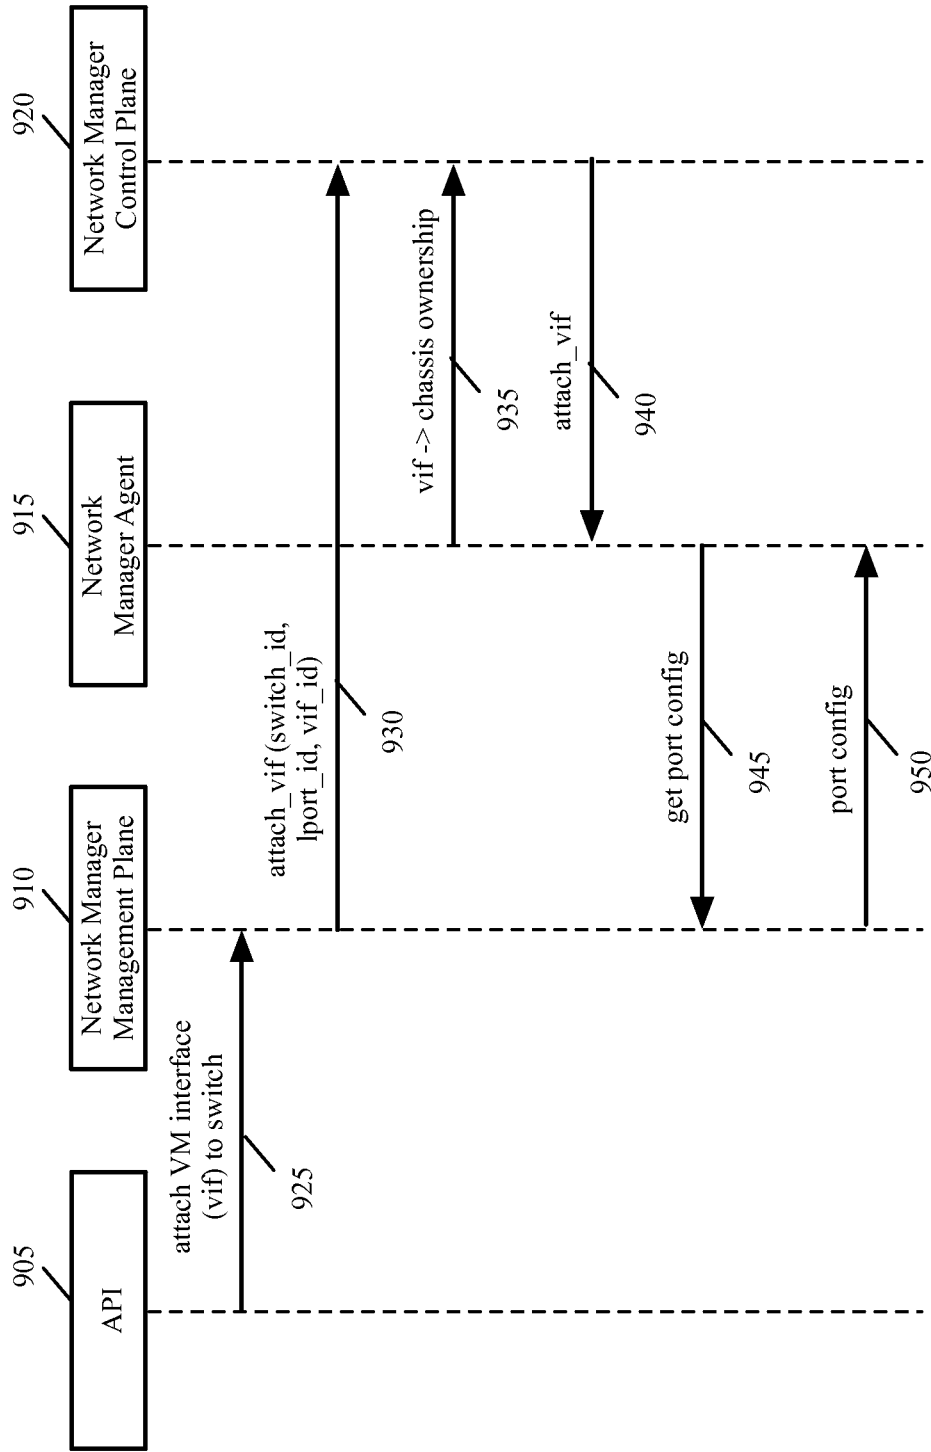 905
910
915
920
API
Network Manager
Management Plane
Network
Manager Agent
Network Manager
Control Plane
attach VM interface
(vif) to switch
925
attach_vif (switch_id,
lport_id, vif_id)
930
vif -> chassis ownership
935
attach_vif
940
get port config
945
port config
950